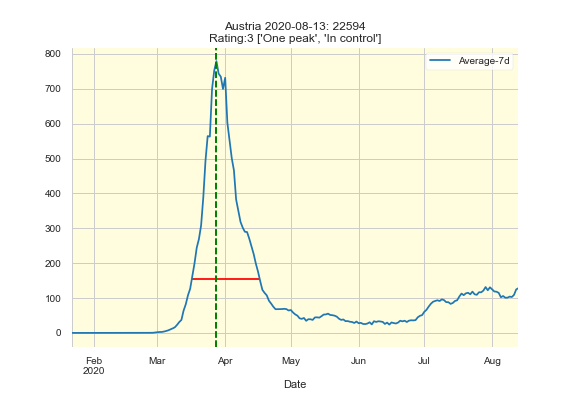 Austria 2020-08-13: 22594
Rating:3 ['One peak', 'In control']
Average-7d
800
700
600
500
400
300
200
100
0
Feb
2020
Mar
Apr
May
Jun
Jul
Aug
Date